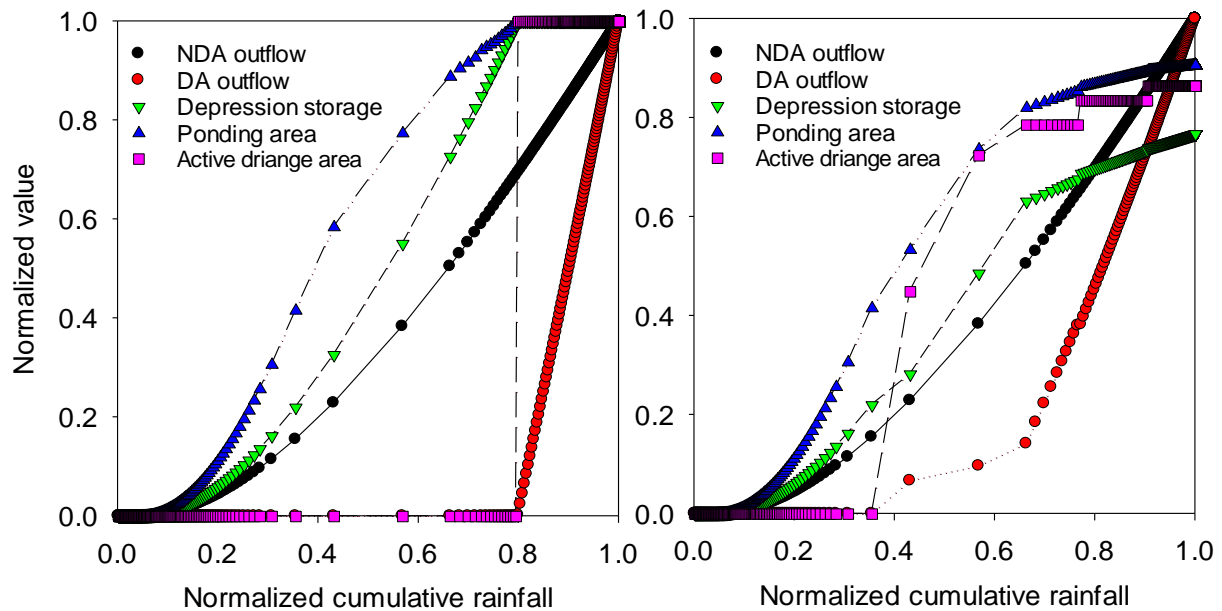 Normalized value
1.0
0.8
0.6
0.4
0.2
0.0
NDA outflow
DA outflow
Depression storage
Ponding area
Active driange area
0.0 0.2 0.4 0.6 0.8 1.0
Normalized cumulative rainfall
1.0
0.8
0.6
0.4
0.2
0.0
NDA outflow
DA outflow
Depression storage
Ponding area
Active driange area
0.0 0.2 0.4 0.6 0.8 1.0
Normalized cumulative rainfall